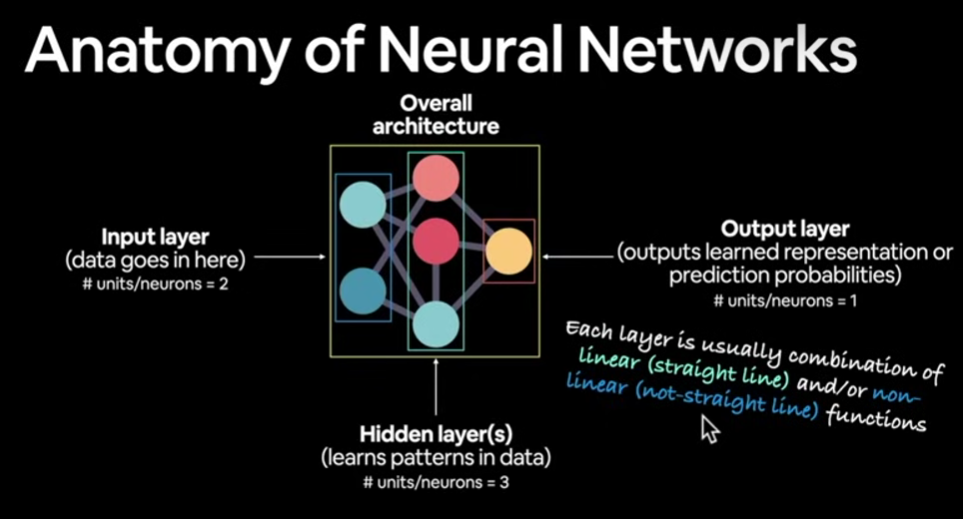 Anatomy of Neural Networks
Overall
architecture
Input layer
(data goes in here)
# units/neurons = 2
Output layer
(outputs learned representation or
prediction probabilities)
# units/neurons = 1
Each layer is usually combination of
linear (straight line) and/or non-
linear (not-straight line) functions
Hidden layer(s)
(learns patterns in data)
# units/neurons = 3